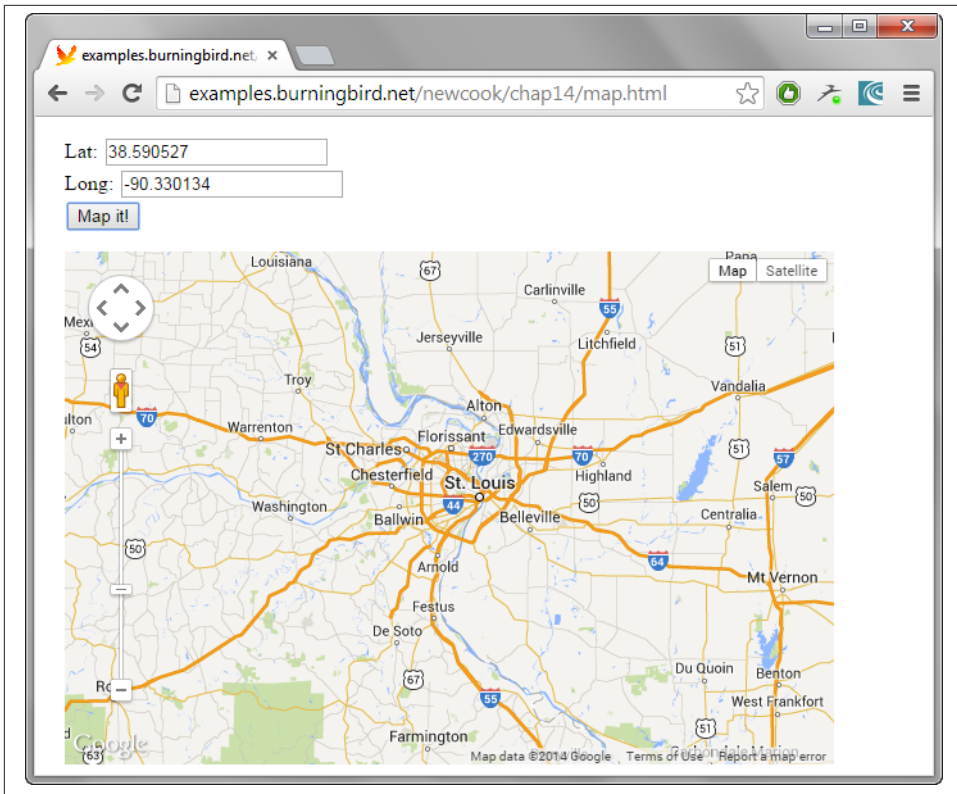 examples.burningbird.net,
examples.burningbird.net/newcook/chap14/map.html
Lat: 38.590527
Long: -90.330134
Map it!
Louisiana
67
Map Satellite
Carlinville
55
Jerseyville
Litchfield
54
51
Troy
Vandalia
Alton
70
Warrenton
Florissant
Edwardsville
St Charles
270
70
51
57
Chesterfield
Highland
St. Louis
Salem
50
44
50
Washington
Ballwin
Belleville
Centralia
50
64
Arnold
Mt Vernon
Festus
De Soto
67
Du Quoin
Benton
55
West Frankfort
51
Farmington
Google
63
Map data ©2014 Google Terms of Use Report a map error